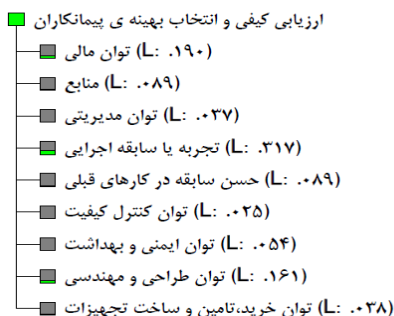 ارزیابی کیفی و انتخاب بهینه ی پیمانکاران
توان مالی (L: .۱۹۰)
منابع (L: .۰۸۹)
توان مدیریتی (L: .۰۳۷)
تجربه یا سابقه اجرایی (L: .۳۱۷)
حسن سابقه در کارهای قبلی (L: .۰۸۹)
توان کنترل کیفیت (L: .۰۲۵)
توان ایمنی و بهداشت (L: .۰۵۴)
توان طراحی و مهندسی (L: .۱۶۱)
توان خرید،تامین و ساخت تجهیزات (L: .۰۳۸)